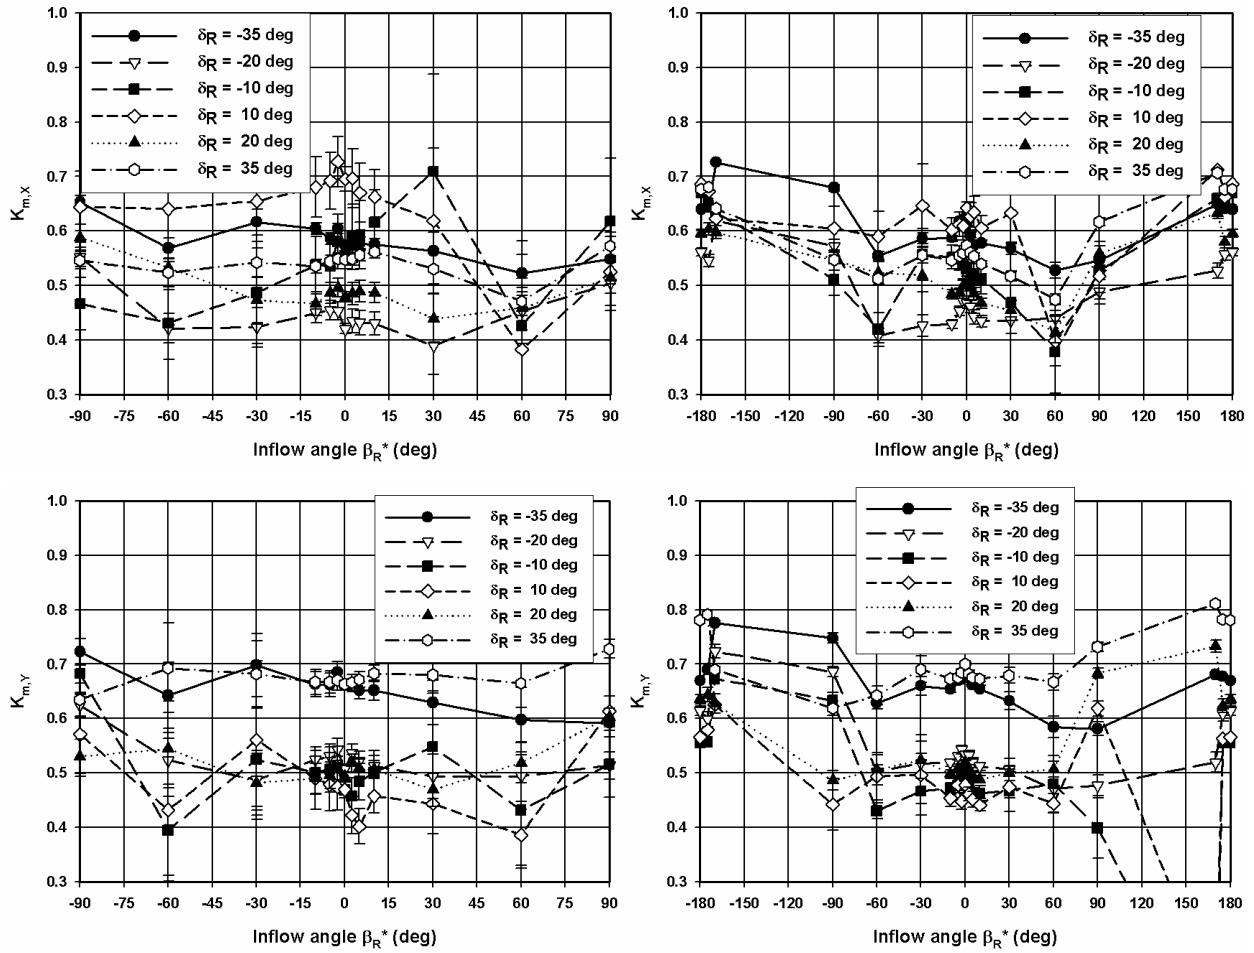 1.0
0.9
0.8
0.7
0.6
0.5
0.4
0.3
K m,X
δR = -35 deg
δR = -20 deg
δR = -10 deg
δR = 10 deg
δR = 20 deg
δR = 35 deg
-90 -75 -60 -45 -30 -15 0 15 30 45 60 75 90
Inflow angle βR* (deg)
1.0
0.9
0.8
0.7
0.6
0.5
0.4
0.3
K m,X
δR = -35 deg
δR = -20 deg
δR = -10 deg
δR = 10 deg
δR = 20 deg
δR = 35 deg
-180 -150 -120 -90 -60 -30 0 30 60 90 120 150 180
Inflow angle βR* (deg)
1.0
0.9
0.8
0.7
0.6
0.5
0.4
0.3
K m,Y
δR = -35 deg
δR = -20 deg
δR = -10 deg
δR = 10 deg
δR = 20 deg
δR = 35 deg
-90 -75 -60 -45 -30 -15 0 15 30 45 60 75 90
Inflow angle βR* (deg)
1.0
0.9
0.8
0.7
0.6
0.5
0.4
0.3
K m,Y
δR = -35 deg
δR = -20 deg
δR = -10 deg
δR = 10 deg
δR = 20 deg
δR = 35 deg
-180 -150 -120 -90 -60 -30 0 30 60 90 120 150 180
Inflow angle βR* (deg)